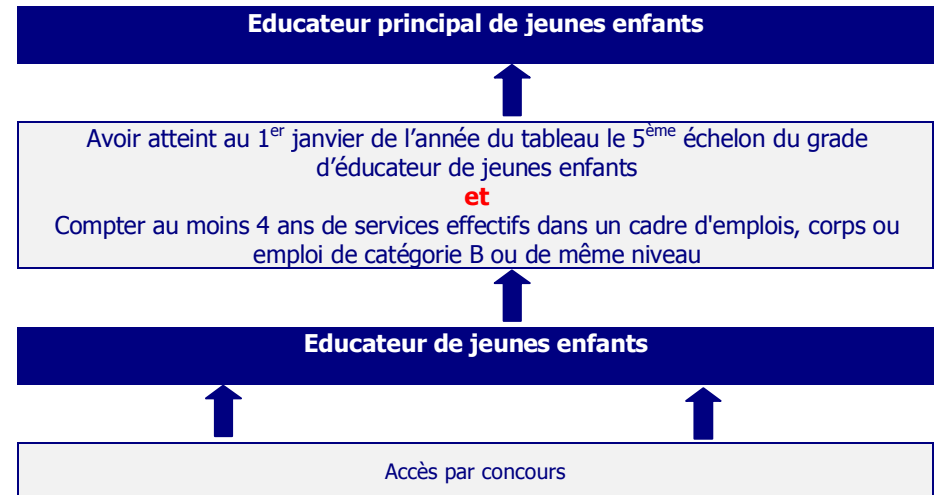 Educateur principal de jeunes enfants
Avoir atteint au 1er janvier de l’année du tableau le 5ème échelon du grade
d’éducateur de jeunes enfants
et
Compter au moins 4 ans de services effectifs dans un cadre d'emplois, corps ou
emploi de catégorie B ou de même niveau
Educateur de jeunes enfants
Accès par concours